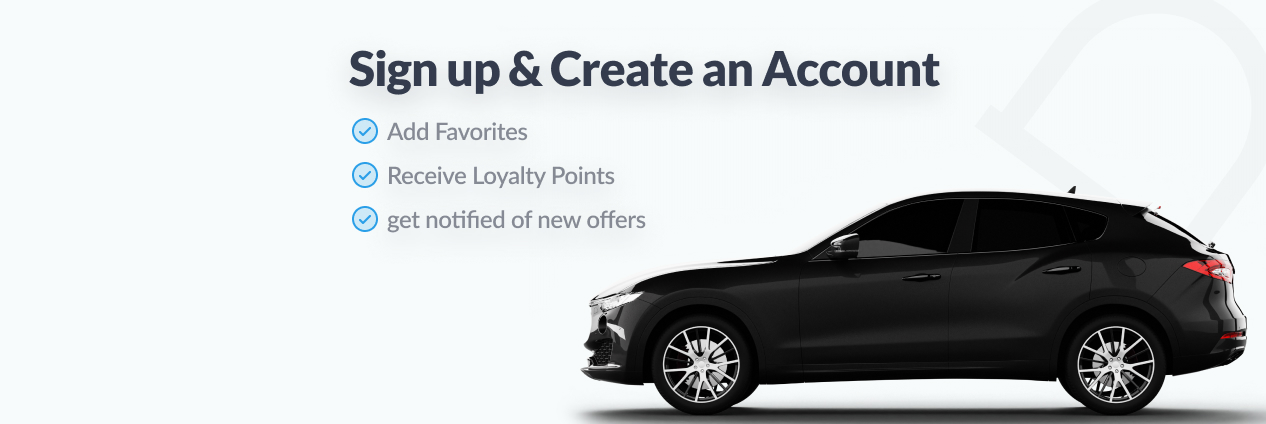 Sign up & Create an Account
Add Favorites
Receive Loyalty Points
get notified of new offers